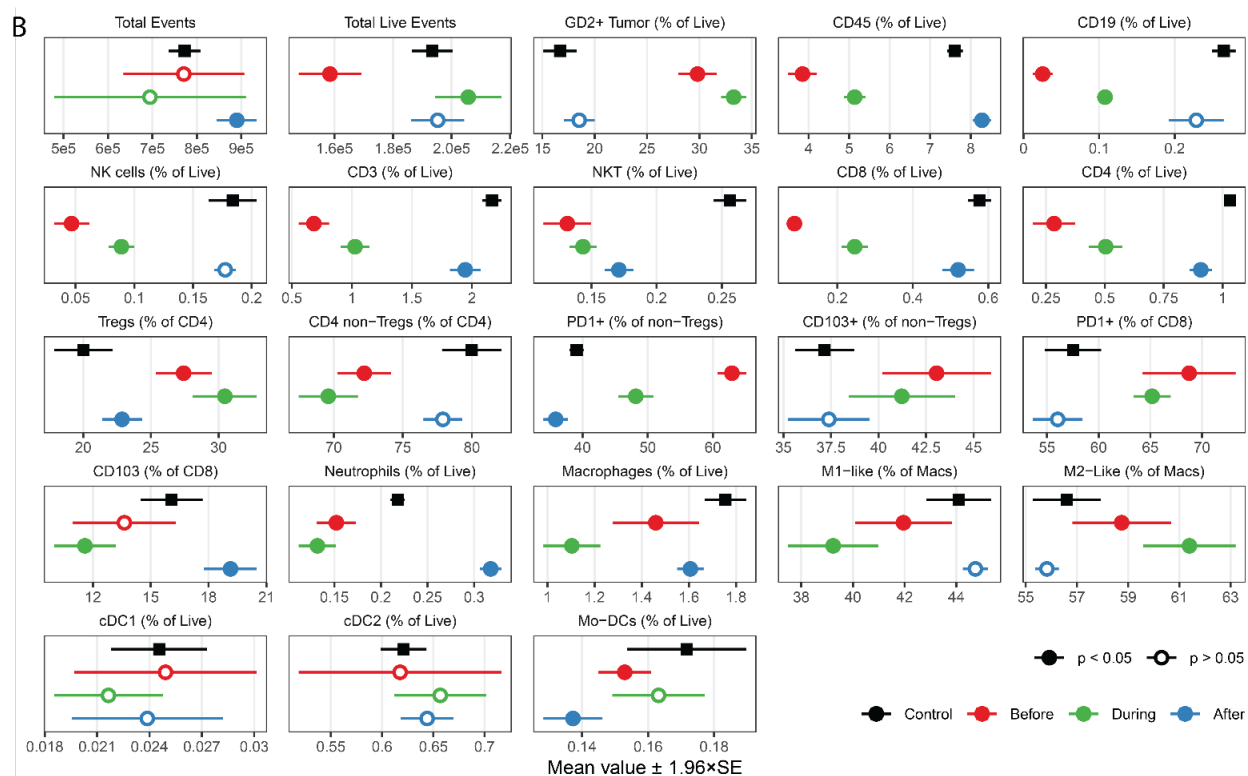 B
Total Events Total Live Events GD2+ Tumor (% of Live) CD45 (% of Live) CD19 (% of Live)
5e5 7e5 8e5 9e5 1.6e5 2.0e5 2.2e5 15 20 25 30 35 4 5 6 7 8 0 0.1 0.2
NK cells (% of Live) CD3 (% of Live) NKT (% of Live) CD8 (% of Live) CD4 (% of Live)
0.05 0.1 0.15 0.2 0.5 1 1.5 2 0.15 0.2 0.25 0.2 0.4 0.6 0.25 0.5 0.75 1
Tregs (% of CD4) CD4 non−Tregs (% of CD4) PD1+ (% of non−Tregs) CD103+ (% of non−Tregs) PD1+ (% of CD8)
20 25 30 70 75 80 40 50 60 35 37.5 40 45 55 60 65 70
CD103 (% of CD8) Neutrophils (% of Live) Macrophages (% of Live) M1−like (% of Macs) M2−Like (% of Macs)
12 15 18 21 0.1 0.2 0.3 1 1.2 1.4 1.6 1.8 38 40 42 44 55 57 59 61 63
cDC1 (% of Live) cDC2 (% of Live) Mo−DCs (% of Live)
0.018 0.021 0.024 0.027 0.03 0.55 0.6 0.65 0.7 0.14 0.16 0.18
p < 0.05 p > 0.05
Control Before During After
Mean value ± 1.96×SE